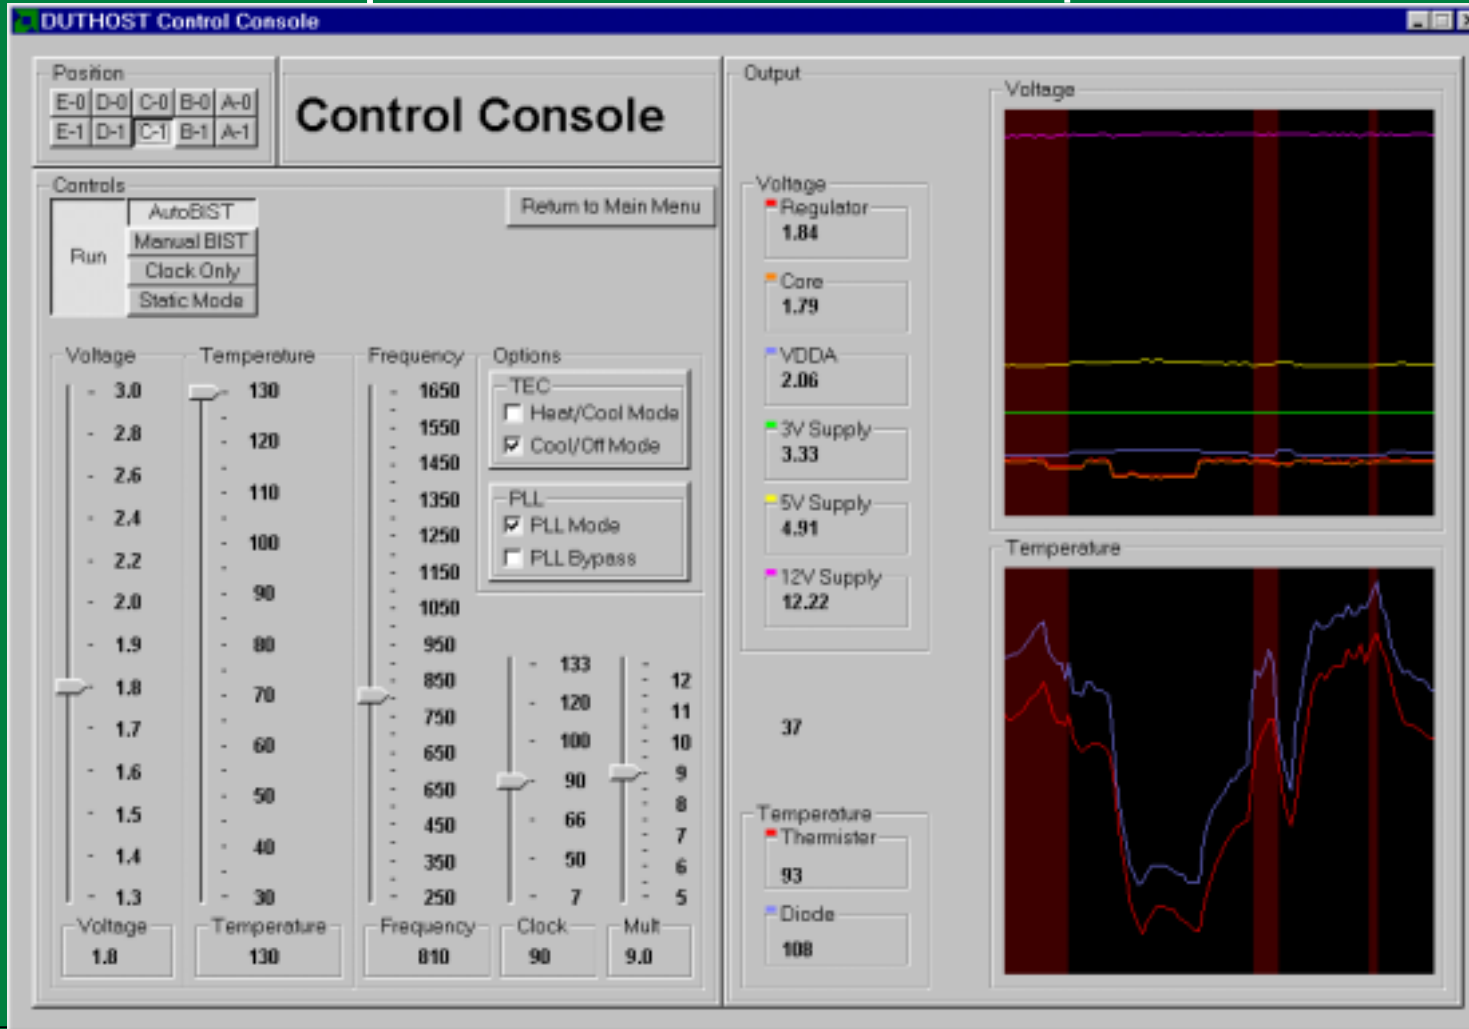 DUTHOST Control Console
Position
E-0 D-0 C-0 B-0 A-0
E-1 D-1 C-1 B-1 A-1
Control Console
Controls
Run
AutoBIST
Manual BIST
Clock Only
Static Mode
Return to Main Menu
Voltage
3.0
2.8
2.6
2.4
2.2
2.0
1.9
1.8
1.7
1.6
1.5
1.4
1.3
Voltage
1.8
Temperature
130
120
110
100
90
80
70
60
50
40
30
Temperature
130
Frequency
1650
1550
1450
1350
1250
1150
1050
950
850
750
650
650
450
350
250
Frequency
810
Options
TEC
Heat/Cool Mode
Cool/Off Mode
PLL
PLL Mode
PLL Bypass
133
120
100
90
66
50
7
Clock
90
12
11
10
9
8
7
6
5
Mult
9.0
Output
Voltage
Regulator
1.84
Core
1.79
VDDA
2.06
3V Supply
3.33
5V Supply
4.91
12V Supply
12.22
37
Temperature
Thermister
93
Diode
108
Voltage
Temperature